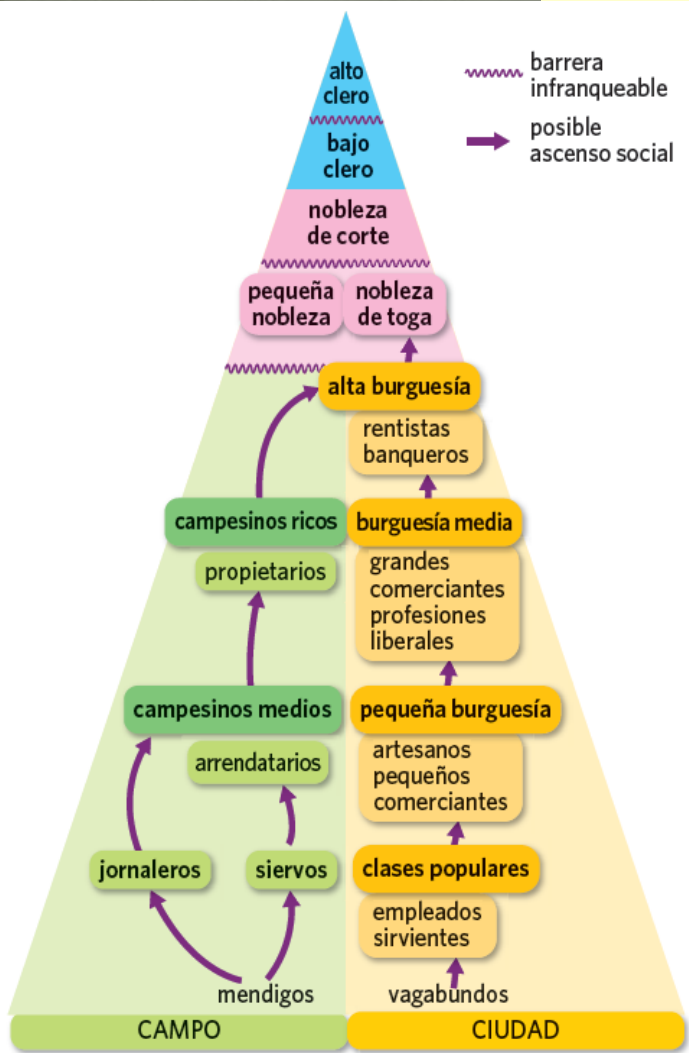 alto
clero
bajo
clero
barrera
infranqueable
posible
ascenso social
nobleza
de corte
pequeña
nobleza
nobleza
de toga
alta burguesía
rentistas
banqueros
campesinos ricos
burguesía media
propietarios
grandes
comerciantes
profesiones
liberales
campesinos medios
pequeña burguesía
arrendatarios
artesanos
pequeños
comerciantes
jornaleros
siervos
clases populares
empleados
sirvientes
mendigos
vagabundos
CAMPO
CIUDAD